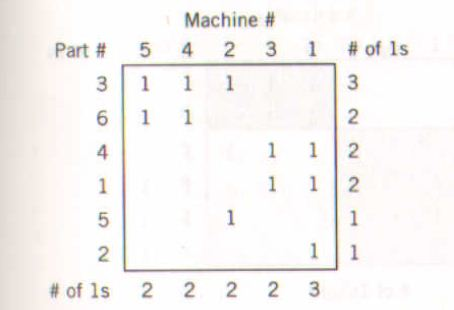 Machine #
Part # 5 4 2 3 1 # of 1s
3 1 1 1 3
6 1 1 2
4 1 1 2
1 1 1 2
5 1 1
2 1 1
# of 1s 2 2 2 2 3